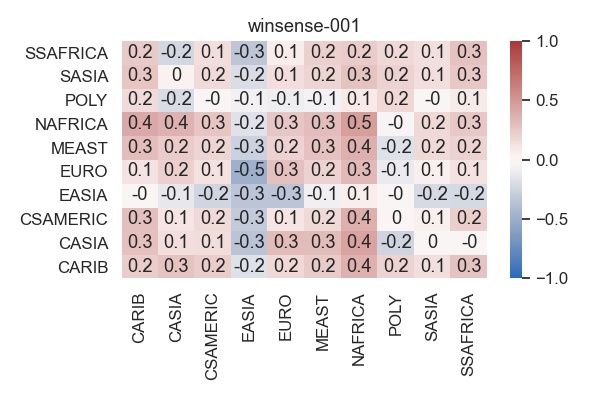 winsense-001
SSAFRICA 0.2 -0.2 0.1 -0.3 0.1 0.2 0.2 0.2 0.1 0.3
SASIA 0.3 0 0.2 -0.2 0.1 0.2 0.3 0.2 0.1 0.3
POLY 0.2 -0.2 -0 -0.1 -0.1 -0.1 0.1 0.2 -0 0.1
NAFRICA 0.4 0.4 0.3 -0.2 0.3 0.3 0.5 -0 0.2 0.3
MEAST 0.3 0.2 0.2 -0.3 0.2 0.3 0.4 -0.2 0.2 0.2
EURO 0.1 0.2 0.1 -0.5 0.3 0.2 0.3 -0.1 0.1 0.1
EASIA -0 -0.1 -0.2 -0.3 -0.3 -0.1 0.1 -0 -0.2 -0.2
CSAMERIC 0.3 0.1 0.2 -0.3 0.1 0.2 0.4 0 0.1 0.2
CASIA 0.3 0.1 0.1 -0.3 0.3 0.3 0.4 -0.2 0 -0
CARIB 0.2 0.3 0.2 -0.2 0.2 0.2 0.4 0.2 0.1 0.3
CARIB CASIA CSAMERIC EASIA EURO MEAST NAFRICA POLY SASIA SSAFRICA
1.0
0.5
0.0
−0.5
−1.0